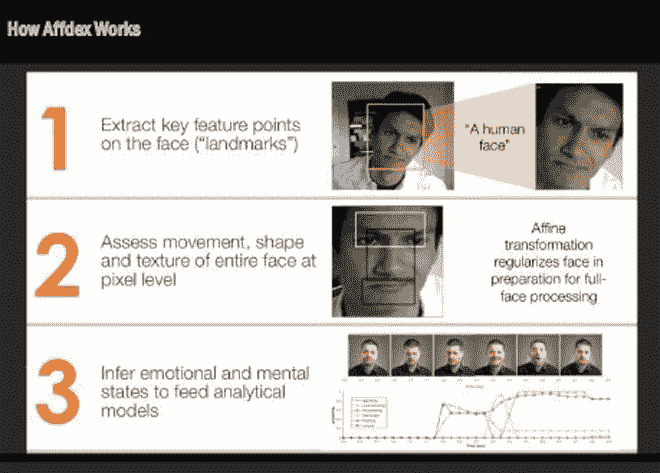 How Affdex Works
1
Extract key feature points
on the face ("landmarks")
"A human
face"
2
Assess movement, shape
and texture of entire face at
pixel level
Affine
transformation
regularizes face in
preparation for full-
face processing
3
Infer emotional and mental
states to feed analytical
models